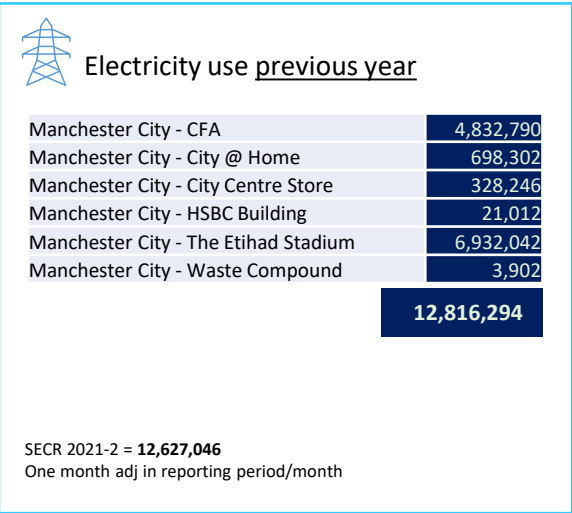 Electricity use previous year
Manchester City - CFA 4,832,790
Manchester City - City @ Home 698,302
Manchester City - City Centre Store 328,246
Manchester City - HSBC Building 21,012
Manchester City - The Etihad Stadium 6,932,042
Manchester City - Waste Compound 3,902
12,816,294
SECR 2021-2 = 12,627,046
One month adj in reporting period/month